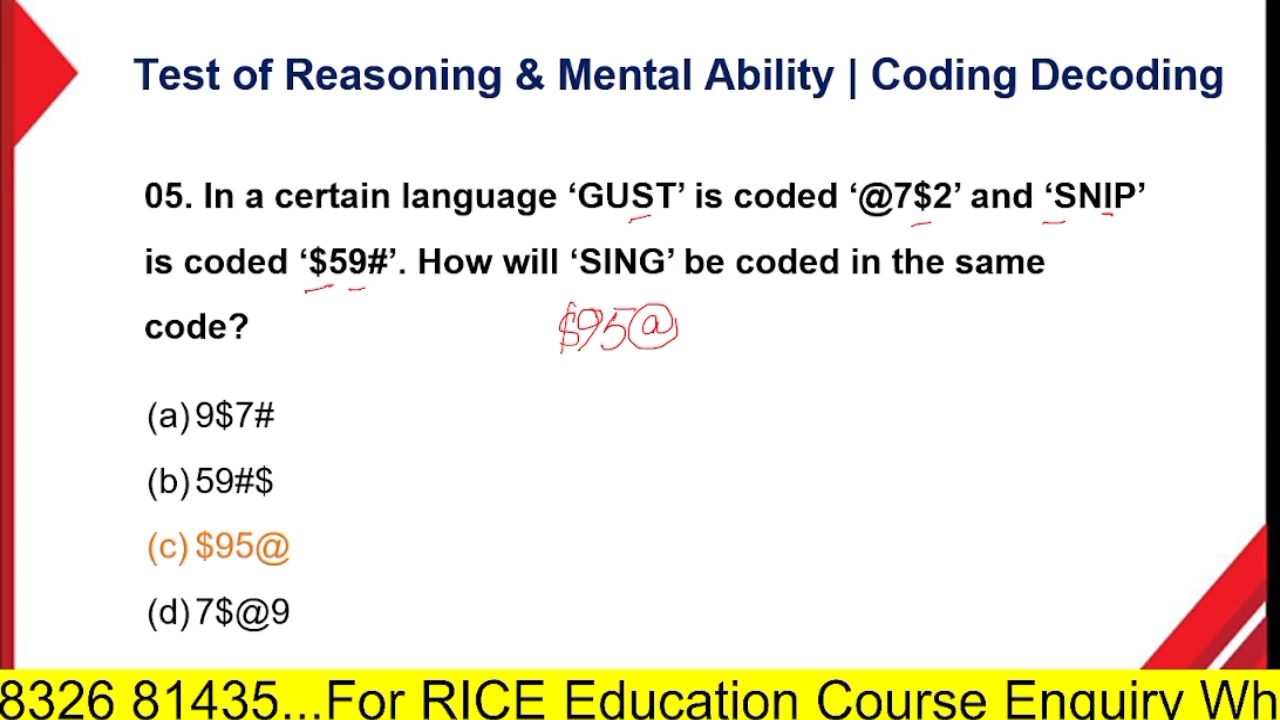 Test of Reasoning & Mental Ability | Coding Decoding
05. In a certain language ‘GUST’ is coded ‘@7$2’ and ‘SNIP’
is coded ‘$59#’. How will ‘SING’ be coded in the same
code?
$95@
(a) 9$7#
(b) 59#$
(c) $95@
(d) 7$@9
8326 81435...For RICE Education Course Enquiry Wh